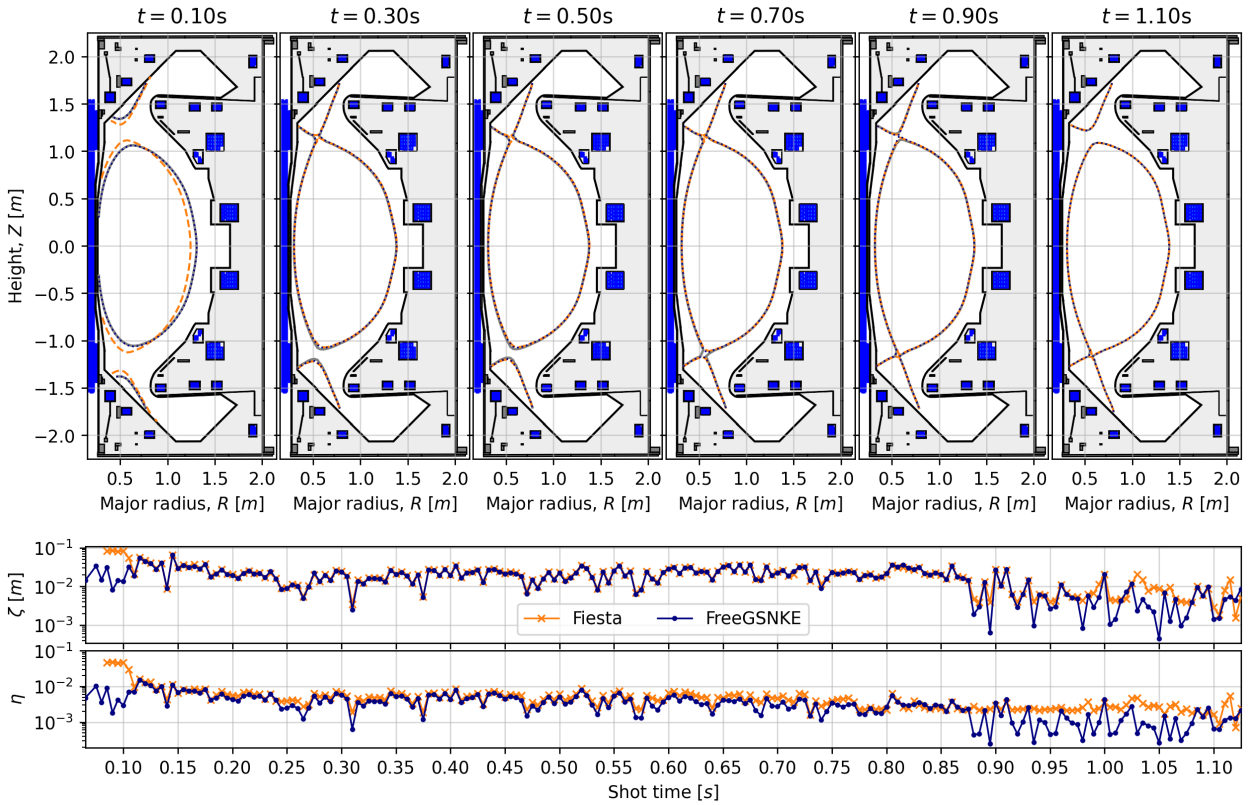 t = 0.10s t = 0.30s t = 0.50s t = 0.70s t = 0.90s t = 1.10s
Height, Z [m]
2.0
1.5
1.0
0.5
0.0
−0.5
−1.0
−1.5
−2.0
0.5 1.0 1.5 2.0 0.5 1.0 1.5 2.0 0.5 1.0 1.5 2.0 0.5 1.0 1.5 2.0 0.5 1.0 1.5 2.0 0.5 1.0 1.5 2.0
Major radius, R [m] Major radius, R [m] Major radius, R [m] Major radius, R [m] Major radius, R [m] Major radius, R [m]
ζ [m]
10⁻¹
10⁻²
10⁻³
Fiesta FreeGSNKE
η
10⁻¹
10⁻²
10⁻³
0.10 0.15 0.20 0.25 0.30 0.35 0.40 0.45 0.50 0.55 0.60 0.65 0.70 0.75 0.80 0.85 0.90 0.95 1.00 1.05 1.10
Shot time [s]